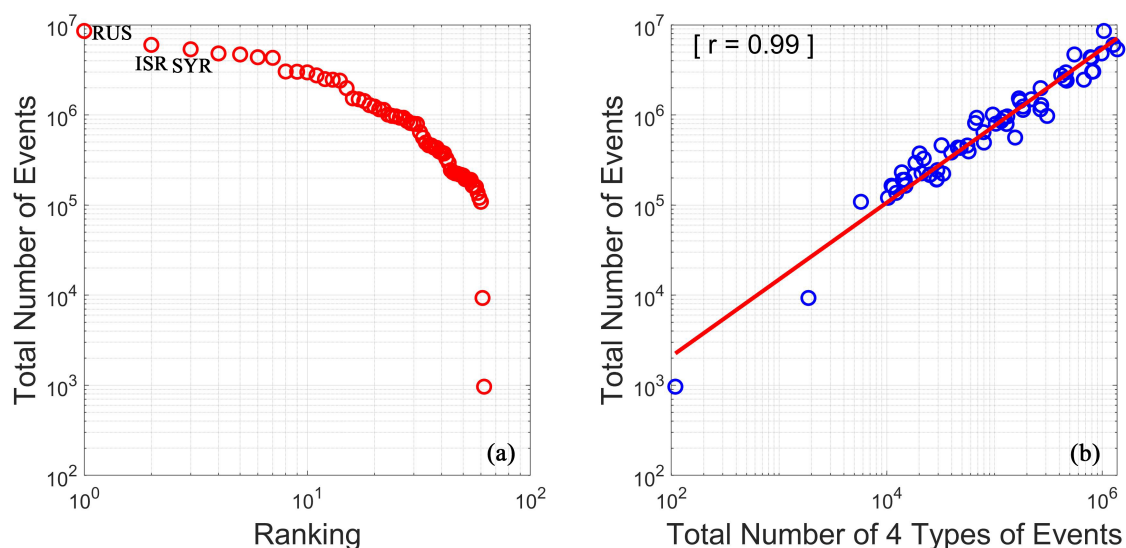 10^7
10^6
10^5
10^4
10^3
10^2
Total Number of Events
RUS
ISR SYR
(a)
10^0
10^1
10^2
Ranking
10^7
10^6
10^5
10^4
10^3
10^2
Total Number of Events
[ r = 0.99 ]
(b)
10^2
10^4
10^6
Total Number of 4 Types of Events